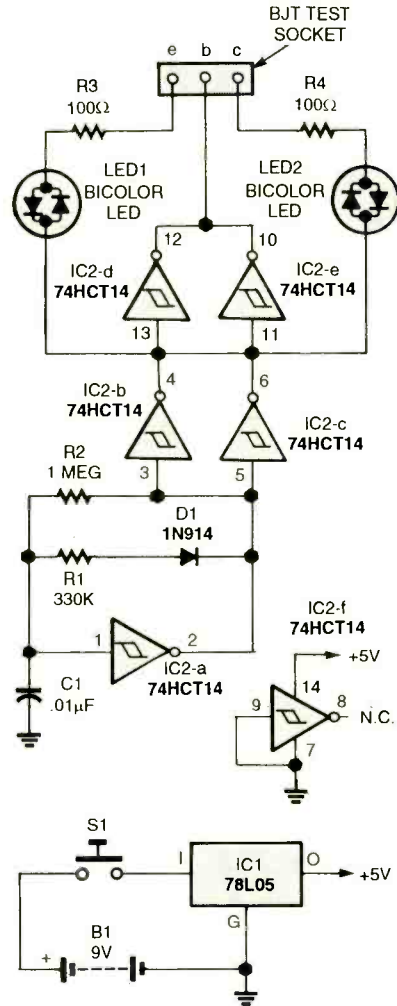 BJT TEST
SOCKET
e b c
R3
100Ω
R4
100Ω
LED1
BICOLOR
LED
LED2
BICOLOR
LED
12 10
IC2-d
74HCT14
IC2-e
74HCT14
13 11
IC2-b
74HCT14
4 6
IC2-c
74HCT14
3 5
R2
1 MEG
D1
1N914
R1
330K
1 2
IC2-a
74HCT14
C1
.01µF
IC2-f
74HCT14
+5V
14
9 8
N.C.
7
S1
I
IC1
78L05
O
+5V
G
B1
9V
+